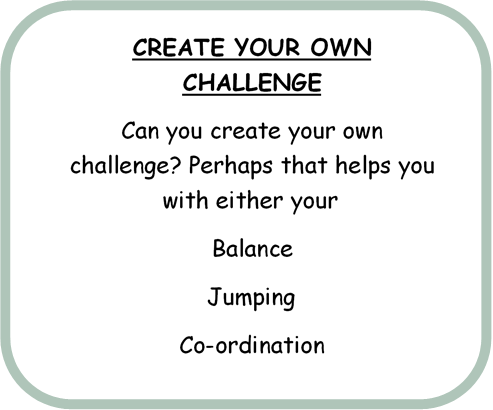 CREATE YOUR OWN
CHALLENGE
Can you create your own
challenge? Perhaps that helps you
with either your
Balance
Jumping
Co-ordination